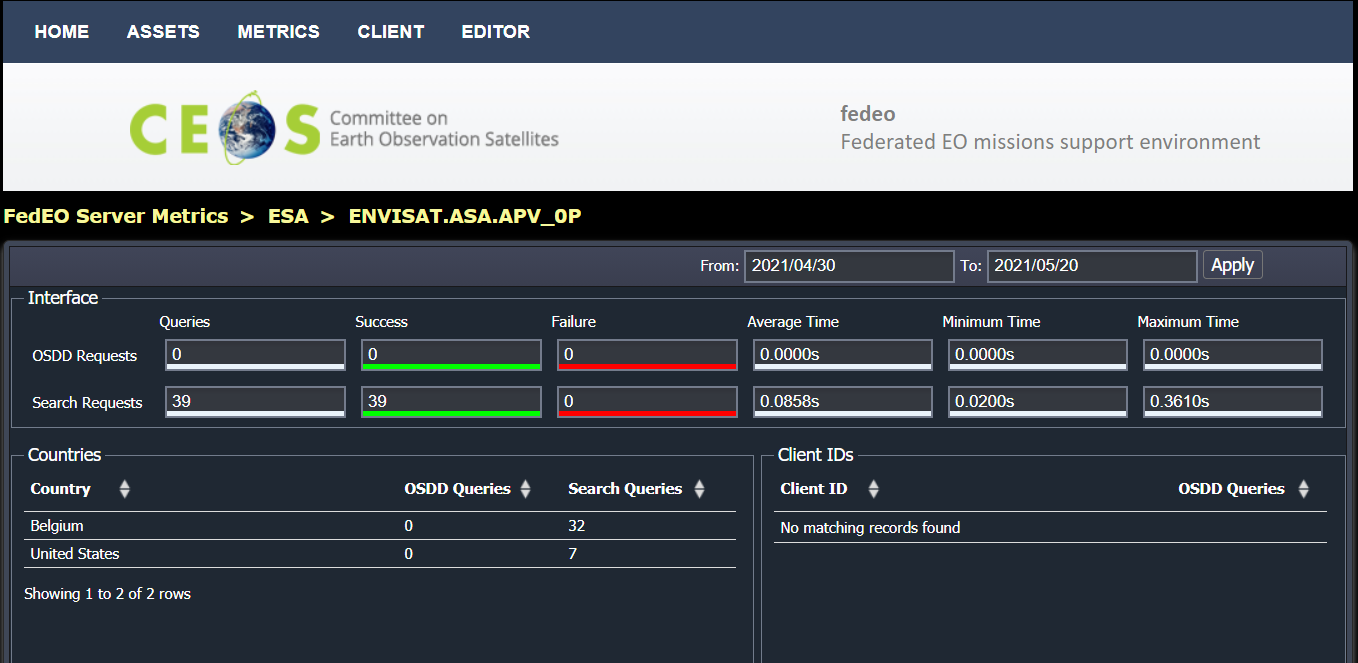 HOME ASSETS METRICS CLIENT EDITOR
CEOS Committee on
Earth Observation Satellites
fedeo
Federated EO missions support environment
FedEO Server Metrics > ESA > ENVISAT.ASA.APV_0P
From: 2021/04/30 To: 2021/05/20 Apply
Interface
Queries Success Failure Average Time Minimum Time Maximum Time
OSDD Requests 0 0 0 0.0000s 0.0000s 0.0000s
Search Requests 39 39 0 0.0858s 0.0200s 0.3610s
Countries
Country OSDD Queries Search Queries
Belgium 0 32
United States 0 7
Showing 1 to 2 of 2 rows
Client IDs
Client ID OSDD Queries
No matching records found